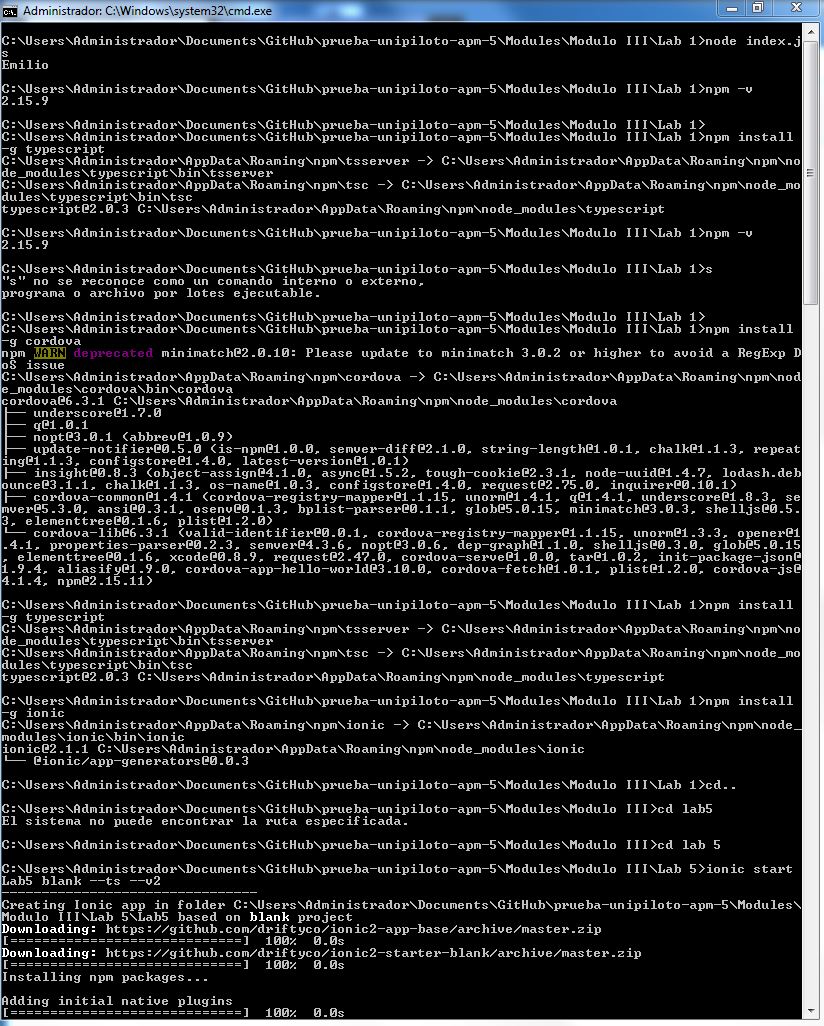 Administrador: C:\Windows\system32\cmd.exe
C:\Users\Administrador\Documents\GitHub\prueba-unipiloto-apm-5\Modules\Modulo III\Lab 1>node index.j
s
Emilio
C:\Users\Administrador\Documents\GitHub\prueba-unipiloto-apm-5\Modules\Modulo III\Lab 1>npm -v
2.15.9
C:\Users\Administrador\Documents\GitHub\prueba-unipiloto-apm-5\Modules\Modulo III\Lab 1>
C:\Users\Administrador\Documents\GitHub\prueba-unipiloto-apm-5\Modules\Modulo III\Lab 1>npm install
-g typescript
C:\Users\Administrador\AppData\Roaming\npm\tsserver -> C:\Users\Administrador\AppData\Roaming\npm\no
de_modules\typescript\bin\tsserver
C:\Users\Administrador\AppData\Roaming\npm\tsc -> C:\Users\Administrador\AppData\Roaming\npm\node_mo
dules\typescript\bin\tsc
typescript@2.0.3 C:\Users\Administrador\AppData\Roaming\npm\node_modules\typescript
C:\Users\Administrador\Documents\GitHub\prueba-unipiloto-apm-5\Modules\Modulo III\Lab 1>npm -v
2.15.9
C:\Users\Administrador\Documents\GitHub\prueba-unipiloto-apm-5\Modules\Modulo III\Lab 1>s
"s" no se reconoce como un comando interno o externo,
programa o archivo por lotes ejecutable.
C:\Users\Administrador\Documents\GitHub\prueba-unipiloto-apm-5\Modules\Modulo III\Lab 1>
C:\Users\Administrador\Documents\GitHub\prueba-unipiloto-apm-5\Modules\Modulo III\Lab 1>npm install
-g cordova
npm WARN deprecated minimatch@2.0.10: Please update to minimatch 3.0.2 or higher to avoid a RegExp D
oS issue
C:\Users\Administrador\AppData\Roaming\npm\cordova -> C:\Users\Administrador\AppData\Roaming\npm\nod
e_modules\cordova\bin\cordova
cordova@6.3.1 C:\Users\Administrador\AppData\Roaming\npm\node_modules\cordova
├── underscore@1.7.0
├── q@1.0.1
├── nopt@3.0.1 (abbrev@1.0.9)
├── update-notifier@0.5.0 (is-npm@1.0.0, semver-diff@2.1.0, string-length@1.0.1, chalk@1.1.3, repeat
ing@1.1.3, configstore@1.4.0, latest-version@1.0.1)
├── insight@0.8.3 (object-assign@4.1.0, async@1.5.2, tough-cookie@2.3.1, node-uuid@1.4.7, lodash.deb
ounce@3.1.1, chalk@1.1.3, os-name@1.0.3, configstore@1.4.0, request@2.75.0, inquirer@0.10.1)
├── cordova-common@1.4.1 (cordova-registry-mapper@1.1.15, unorm@1.4.1, q@1.4.1, underscore@1.8.3, se
mver@5.3.0, ansi@0.3.1, osenv@0.1.3, bplist-parser@0.1.1, glob@5.0.15, minimatch@3.0.3, shelljs@0.5.
3, elementtree@0.1.6, plist@1.2.0)
└── cordova-lib@6.3.1 (valid-identifier@0.0.1, cordova-registry-mapper@1.1.15, unorm@1.3.3, opener@1
.4.1, properties-parser@0.2.3, semver@4.3.6, nopt@3.0.6, dep-graph@1.1.0, shelljs@0.3.0, glob@5.0.15
, elementtree@0.1.6, xcode@0.8.9, request@2.47.0, cordova-serve@1.0.0, tar@1.0.2, init-package-json@
1.9.4, aliasify@1.9.0, cordova-app-hello-world@3.10.0, cordova-fetch@1.0.1, plist@1.2.0, cordova-js@
4.1.4, npm@2.15.11)
C:\Users\Administrador\Documents\GitHub\prueba-unipiloto-apm-5\Modules\Modulo III\Lab 1>npm install
-g typescript
C:\Users\Administrador\AppData\Roaming\npm\tsserver -> C:\Users\Administrador\AppData\Roaming\npm\no
de_modules\typescript\bin\tsserver
C:\Users\Administrador\AppData\Roaming\npm\tsc -> C:\Users\Administrador\AppData\Roaming\npm\node_mo
dules\typescript\bin\tsc
typescript@2.0.3 C:\Users\Administrador\AppData\Roaming\npm\node_modules\typescript
C:\Users\Administrador\Documents\GitHub\prueba-unipiloto-apm-5\Modules\Modulo III\Lab 1>npm install
-g ionic
C:\Users\Administrador\AppData\Roaming\npm\ionic -> C:\Users\Administrador\AppData\Roaming\npm\node_
modules\ionic\bin\ionic
ionic@2.1.1 C:\Users\Administrador\AppData\Roaming\npm\node_modules\ionic
└── @ionic/app-generators@0.0.3
C:\Users\Administrador\Documents\GitHub\prueba-unipiloto-apm-5\Modules\Modulo III\Lab 1>cd..
C:\Users\Administrador\Documents\GitHub\prueba-unipiloto-apm-5\Modules\Modulo III>cd lab5
El sistema no puede encontrar la ruta especificada.
C:\Users\Administrador\Documents\GitHub\prueba-unipiloto-apm-5\Modules\Modulo III>cd lab 5
C:\Users\Administrador\Documents\GitHub\prueba-unipiloto-apm-5\Modules\Modulo III\Lab 5>ionic start
Lab5 blank --ts --v2
--------------------------------
Creating Ionic app in folder C:\Users\Administrador\Documents\GitHub\prueba-unipiloto-apm-5\Modules\
Modulo III\Lab 5\Lab5 based on blank project
Downloading: https://github.com/driftyco/ionic2-app-base/archive/master.zip
[=============================]  100%  0.0s
Downloading: https://github.com/driftyco/ionic2-starter-blank/archive/master.zip
[=============================]  100%  0.0s
Installing npm packages...
Adding initial native plugins
[=============================]  100%  0.0s